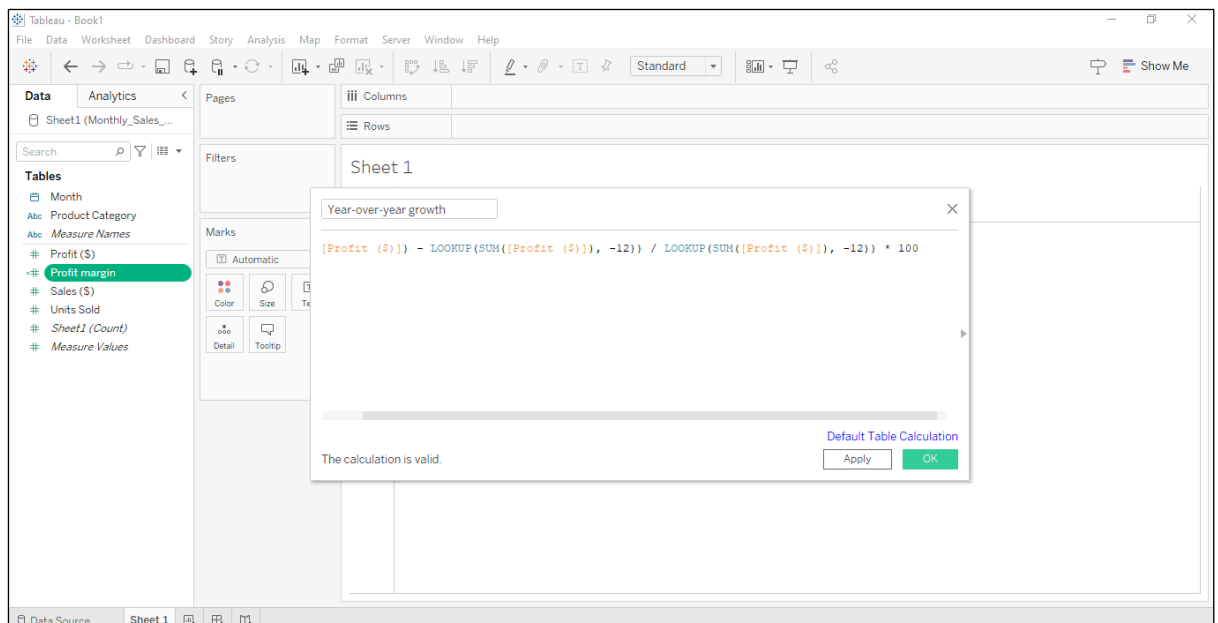 Tableau - Book1
File Data Worksheet Dashboard Story Analysis Map Format Server Window Help
Standard
Show Me
Data Analytics
Sheet1 (Monthly_Sales_...
Search
Tables
Month
Product Category
Measure Names
Profit ($)
Profit margin
Sales ($)
Units Sold
Sheet1 (Count)
Measure Values
Pages
Filters
Marks
Automatic
Color Size Te
Detail Tooltip
Columns
Rows
Sheet 1
Year-over-year growth
[Profit ($)]) - LOOKUP(SUM([Profit ($)]), -12)) / LOOKUP(SUM([Profit ($)]), -12)) * 100
Default Table Calculation
The calculation is valid.
Apply OK
Data Source Sheet 1